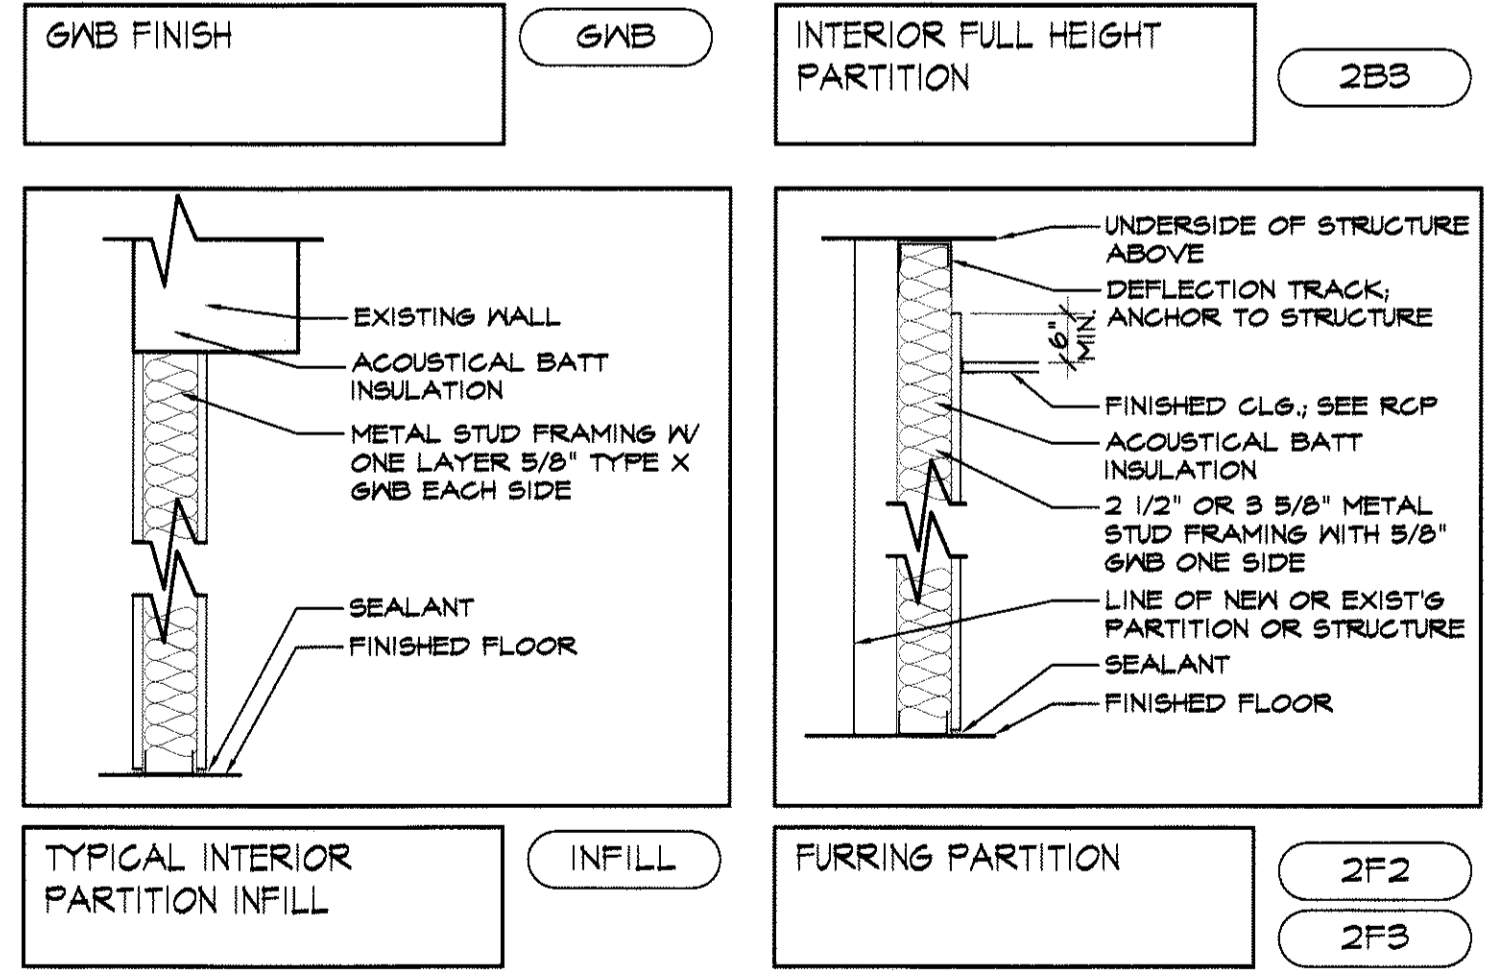 GWB FINISH
GWB
INTERIOR FULL HEIGHT
PARTITION
2B3
EXISTING WALL
ACOUSTICAL BATT
INSULATION
METAL STUD FRAMING W/
ONE LAYER 5/8" TYPE X
GWB EACH SIDE
SEALANT
FINISHED FLOOR
UNDERSIDE OF STRUCTURE
ABOVE
DEFLECTION TRACK;
ANCHOR TO STRUCTURE
6"
MIN.
FINISHED CLG.; SEE RCP
ACOUSTICAL BATT
INSULATION
2 1/2" OR 3 5/8" METAL
STUD FRAMING WITH 5/8"
GWB ONE SIDE
LINE OF NEW OR EXIST'G
PARTITION OR STRUCTURE
SEALANT
FINISHED FLOOR
TYPICAL INTERIOR
PARTITION INFILL
INFILL
FURRING PARTITION
2F2
2F3